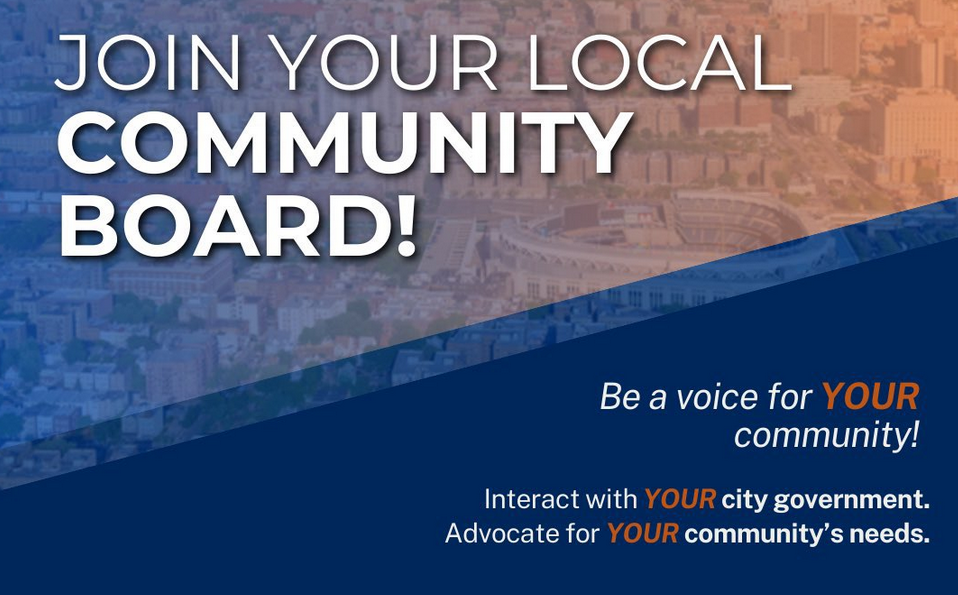 JOIN YOUR LOCAL
COMMUNITY
BOARD!
Be a voice for YOUR
community!
Interact with YOUR city government.
Advocate for YOUR community’s needs.